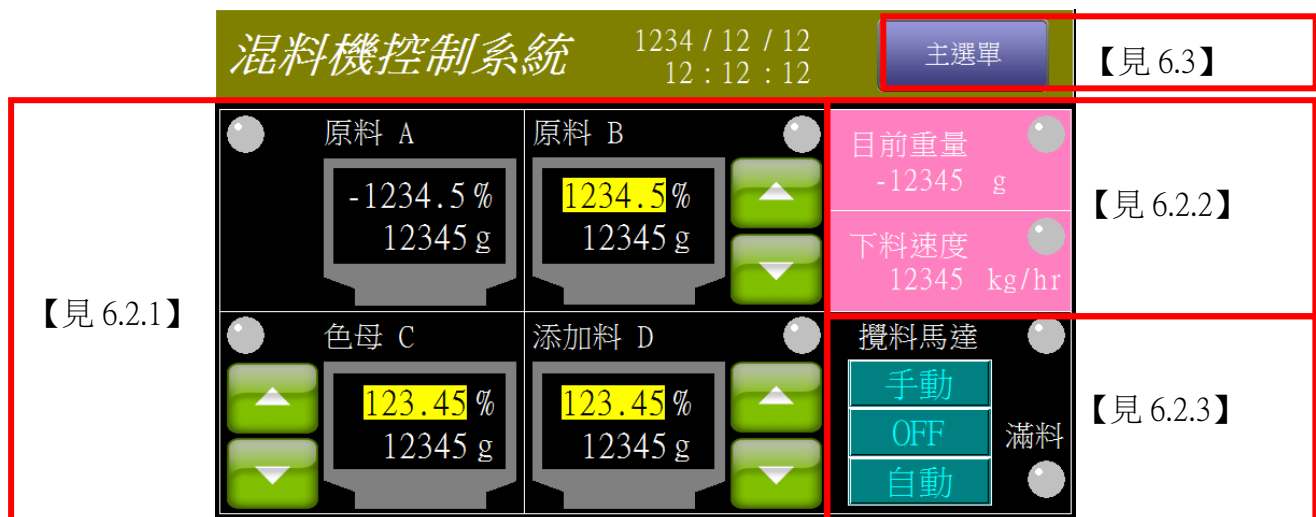 混料機控制系統
1234 / 12 / 12
12 : 12 : 12
主選單
【見 6.3】
原料 A
-1234.5 %
12345 g
原料 B
1234.5 %
12345 g
目前重量
-12345 g
下料速度
12345 kg/hr
【見 6.2.2】
【見 6.2.1】
色母 C
123.45 %
12345 g
添加料 D
123.45 %
12345 g
攪料馬達
手動
OFF
自動
滿料
【見 6.2.3】